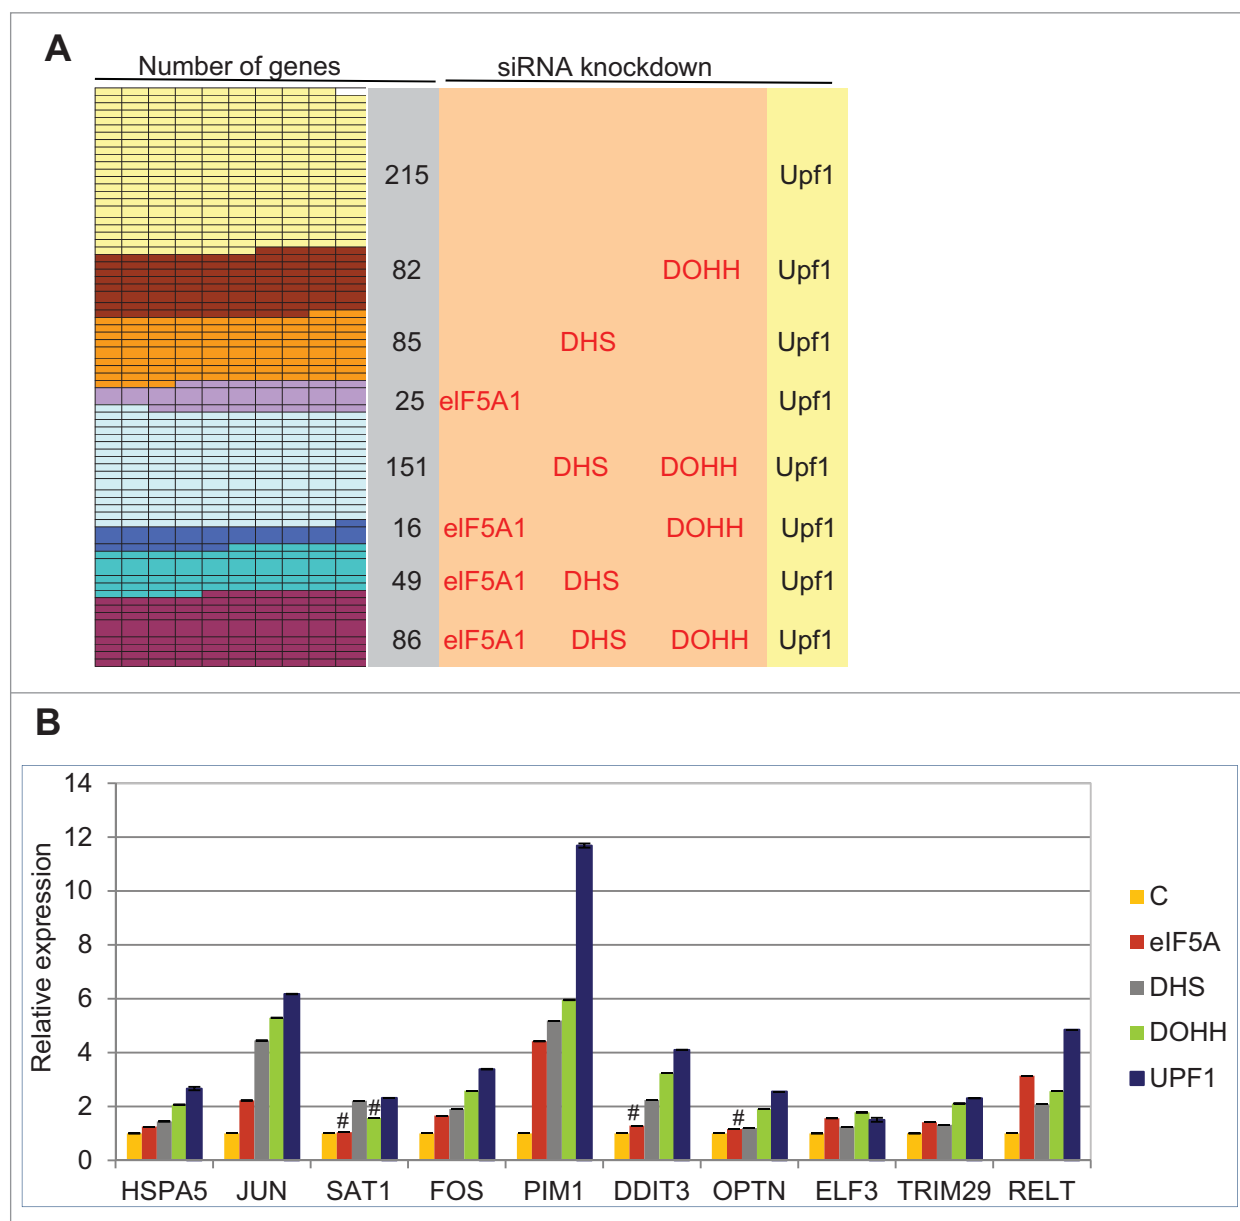 A
Number of genes siRNA knockdown
215 Upf1
82 DOHH Upf1
85 DHS Upf1
25 eIF5A1 Upf1
151 DHS DOHH Upf1
16 eIF5A1 DOHH Upf1
49 eIF5A1 DHS Upf1
86 eIF5A1 DHS DOHH Upf1
B
Relative expression
14
12
10
8
6
4
2
0
# # # #
HSPA5 JUN SAT1 FOS PIM1 DDIT3 OPTN ELF3 TRIM29 RELT
C
eIF5A
DHS
DOHH
UPF1